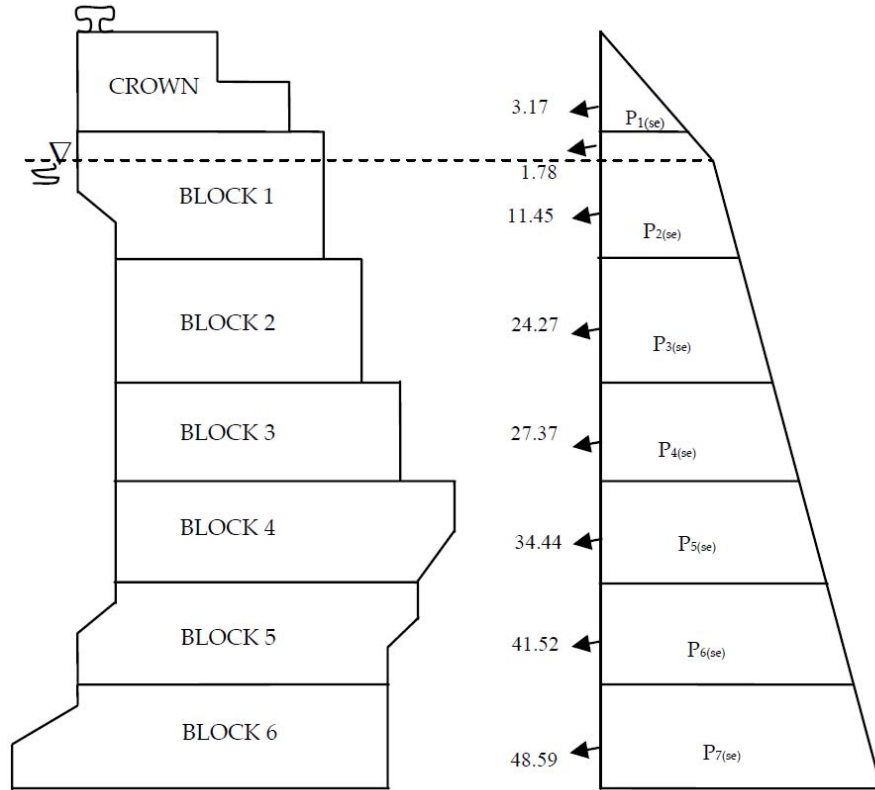 CROWN
BLOCK 1
BLOCK 2
BLOCK 3
BLOCK 4
BLOCK 5
BLOCK 6
3.17
1.78
11.45
24.27
27.37
34.44
41.52
48.59
P1(se)
P2(se)
P3(se)
P4(se)
P5(se)
P6(se)
P7(se)